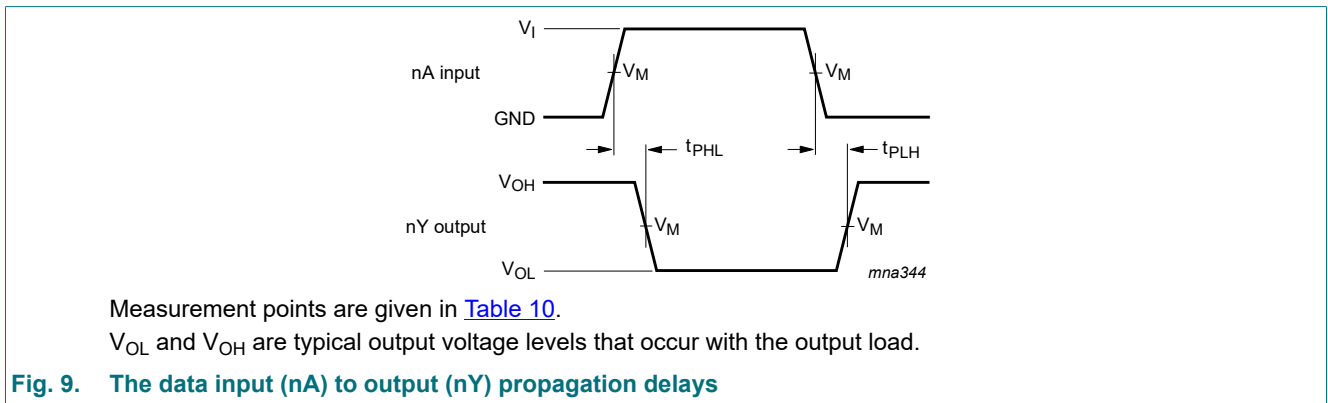 VI
nA input
VM
VM
GND
tPHL
tPLH
VOH
nY output
VM
VM
VOL
mna344
Measurement points are given in Table 10.
VOL and VOH are typical output voltage levels that occur with the output load.
Fig. 9. The data input (nA) to output (nY) propagation delays